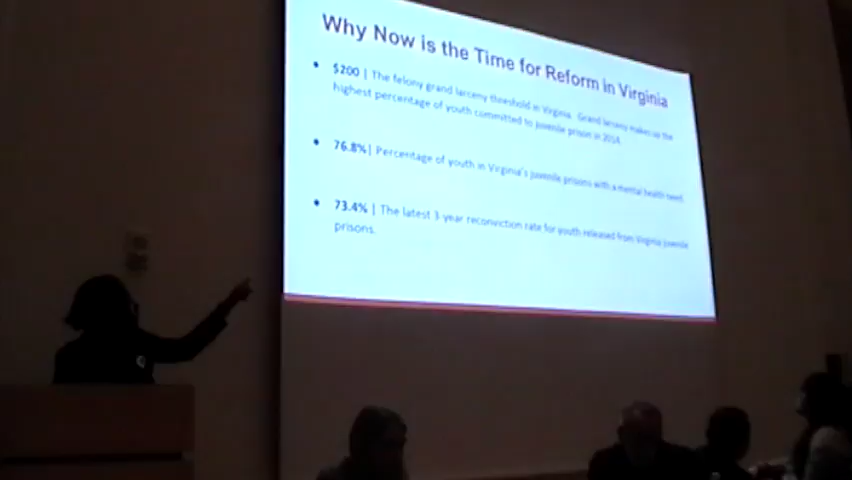 Why Now is the Time for Reform in Virginia
• $200 | The felony grand larceny threshold in Virginia. Grand larceny makes up the
highest percentage of youth committed to juvenile prison in 2014.
• 76.8%| Percentage of youth in Virginia's juvenile prisons with a mental health need.
• 73.4% | The latest 3-year reconviction rate for youth released from Virginia juvenile
prisons.